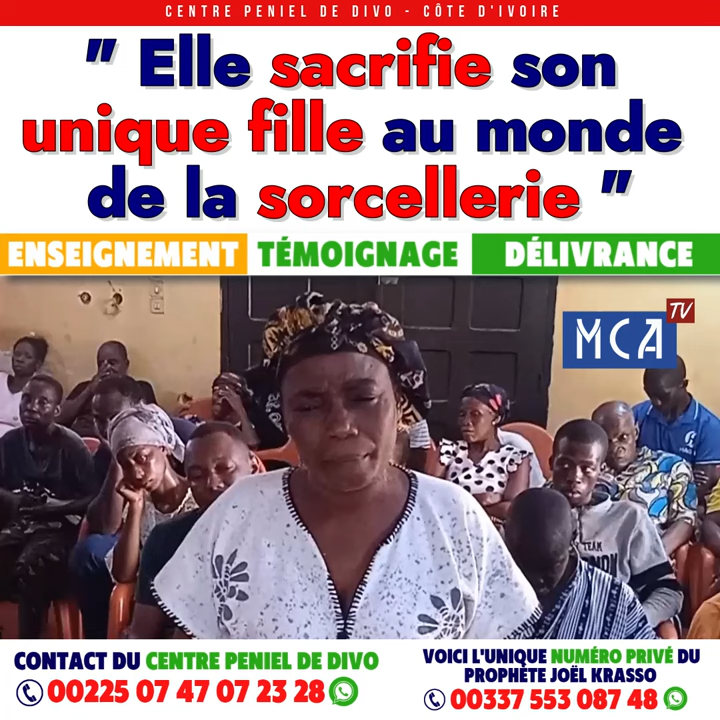 CENTRE PENIEL DE DIVO - CÔTE D'IVOIRE
" Elle sacrifie son
unique fille au monde
de la sorcellerie "
ENSEIGNEMENT TÉMOIGNAGE DÉLIVRANCE
MCA TV
TEAM
CONTACT DU CENTRE PENIEL DE DIVO
00225 07 47 07 23 28
VOICI L'UNIQUE NUMÉRO PRIVÉ DU
PROPHÈTE JOËL KRASSO
00337 553 087 48